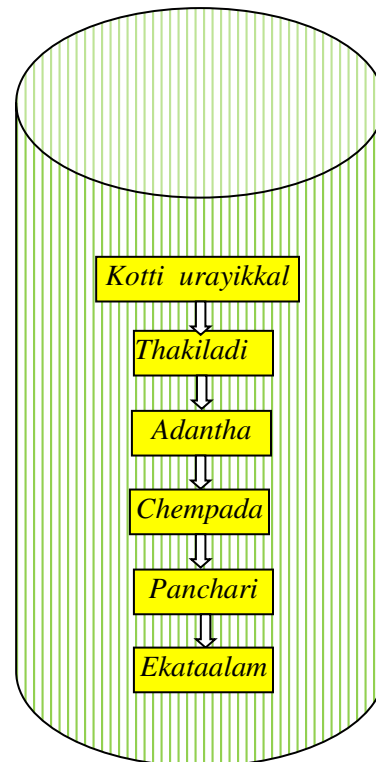 Kotti urayikkal
Thakiladi
Adantha
Chempada
Panchari
Ekataalam